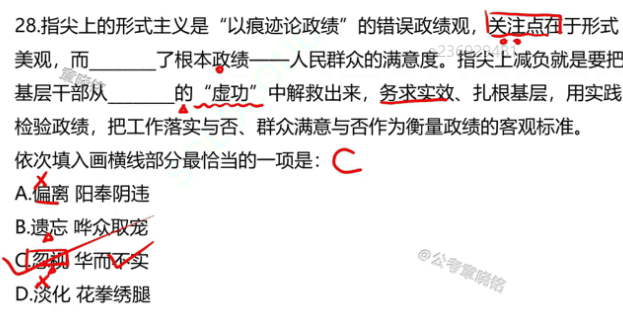 28.指尖上的形式主义是“以痕迹论政绩”的错误政绩观，关注点在于形式
美观，而_______了根本政绩——人民群众的满意度。指尖上减负就是要把
基层干部从_______的“虚功”中解救出来，务求实效、扎根基层，用实践
检验政绩，把工作落实与否、群众满意与否作为衡量政绩的客观标准。
依次填入画横线部分最恰当的一项是：C
A.偏离 阳奉阴违
B.遗忘 哗众取宠
C.忽视 华而不实
D.淡化 花拳绣腿
@公考章晓铭